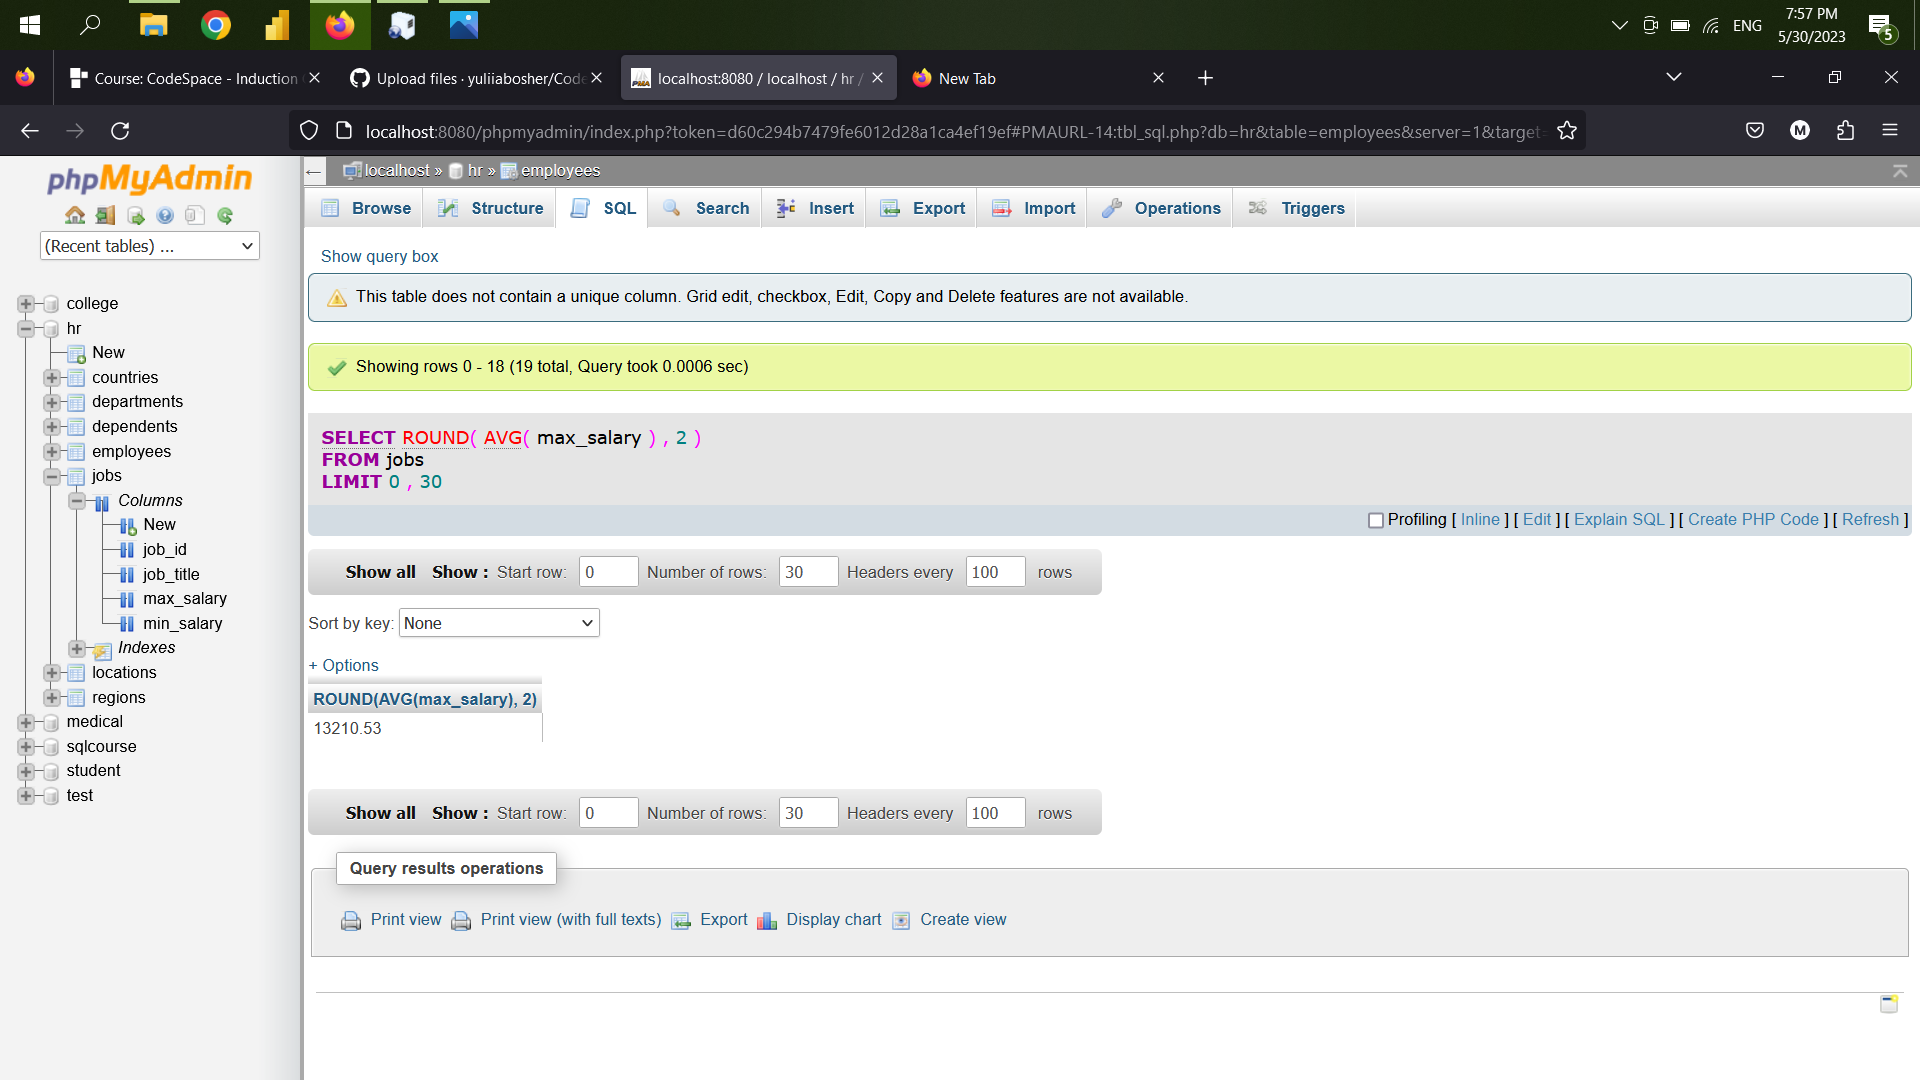 ENG
7:57 PM
5/30/2023
5
Course: CodeSpace - Induction
Upload files · yuliiabosher/Code
localhost:8080 / localhost / hr /
New Tab
localhost:8080/phpmyadmin/index.php?token=d60c294b7479fe6012d28a1ca4ef19ef#PMAURL-14:tbl_sql.php?db=hr&table=employees&server=1&target=
M
phpMyAdmin
(Recent tables) ...
college
hr
New
countries
departments
dependents
employees
jobs
Columns
New
job_id
job_title
max_salary
min_salary
Indexes
locations
regions
medical
sqlcourse
student
test
localhost » hr » employees
Browse Structure SQL Search Insert Export Import Operations Triggers
Show query box
This table does not contain a unique column. Grid edit, checkbox, Edit, Copy and Delete features are not available.
Showing rows 0 - 18 (19 total, Query took 0.0006 sec)
SELECT ROUND( AVG( max_salary ) , 2 )
FROM jobs
LIMIT 0 , 30
Profiling [ Inline ] [ Edit ] [ Explain SQL ] [ Create PHP Code ] [ Refresh ]
Show all Show : Start row: 0 Number of rows: 30 Headers every 100 rows
Sort by key: None
+ Options
ROUND(AVG(max_salary), 2)
13210.53
Show all Show : Start row: 0 Number of rows: 30 Headers every 100 rows
Query results operations
Print view Print view (with full texts) Export Display chart Create view